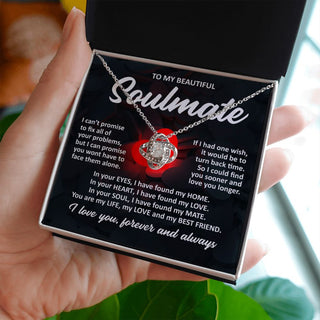 TO MY BEAUTIFUL
Soulmate
I can't promise
to fix all of
your problems,
but I can promise
you wont have to
face them alone.
If I had one wish,
it would be to
turn back time.
So I could find
you sooner and
love you longer.
In your EYES, I have found my HOME.
In your HEART, I have found my LOVE.
In your SOUL, I have found my MATE.
You are my LIFE, my LOVE and my BEST FRIEND.
I love you, forever and always